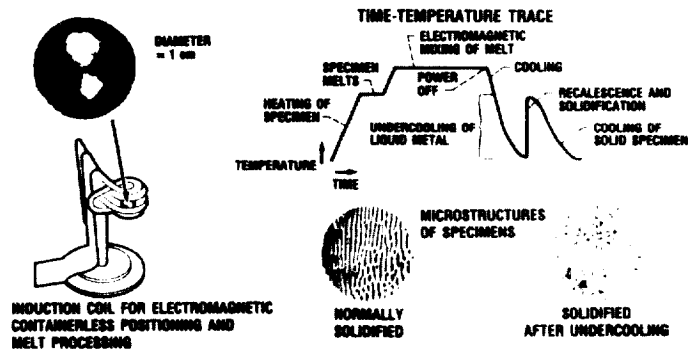 DIAMETER
= 1 cm
INDUCTION COIL FOR ELECTROMAGNETIC
CONTAINERLESS POSITIONING AND
MELT PROCESSING
TIME-TEMPERATURE TRACE
ELECTROMAGNETIC
MIXING OF MELT
SPECIMEN
MELTS
POWER
OFF
COOLING
HEATING OF
SPECIMEN
RECALESCENCE AND
SOLIDIFICATION
UNDERCOOLING OF
LIQUID METAL
COOLING OF
SOLID SPECIMEN
TEMPERATURE
TIME
MICROSTRUCTURES
OF SPECIMENS
NORMALLY
SOLIDIFIED
SOLIDIFIED
AFTER UNDERCOOLING